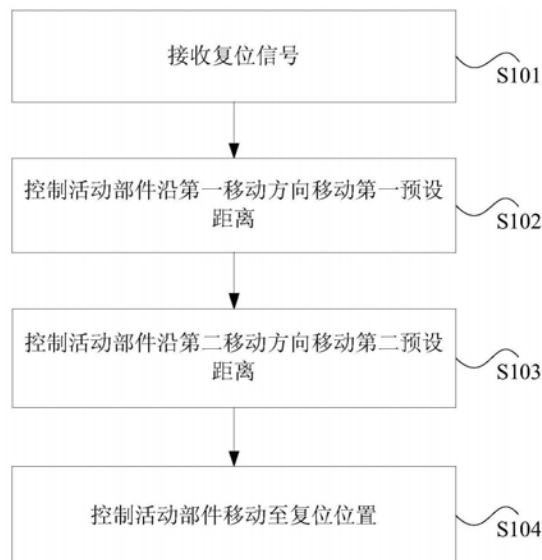 接收复位信号
S101
控制活动部件沿第一移动方向移动第一预设
距离
S102
控制活动部件沿第二移动方向移动第二预设
距离
S103
控制活动部件移动至复位位置
S104